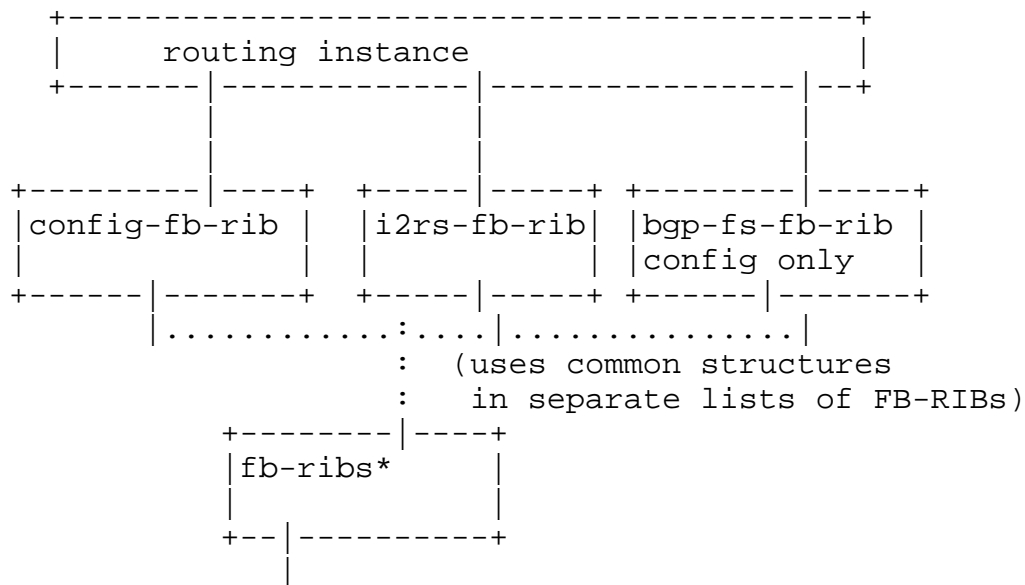 routing instance
config-fb-rib i2rs-fb-rib bgp-fs-fb-rib
config only
(uses common structures
in separate lists of FB-RIBs)
fb-ribs*